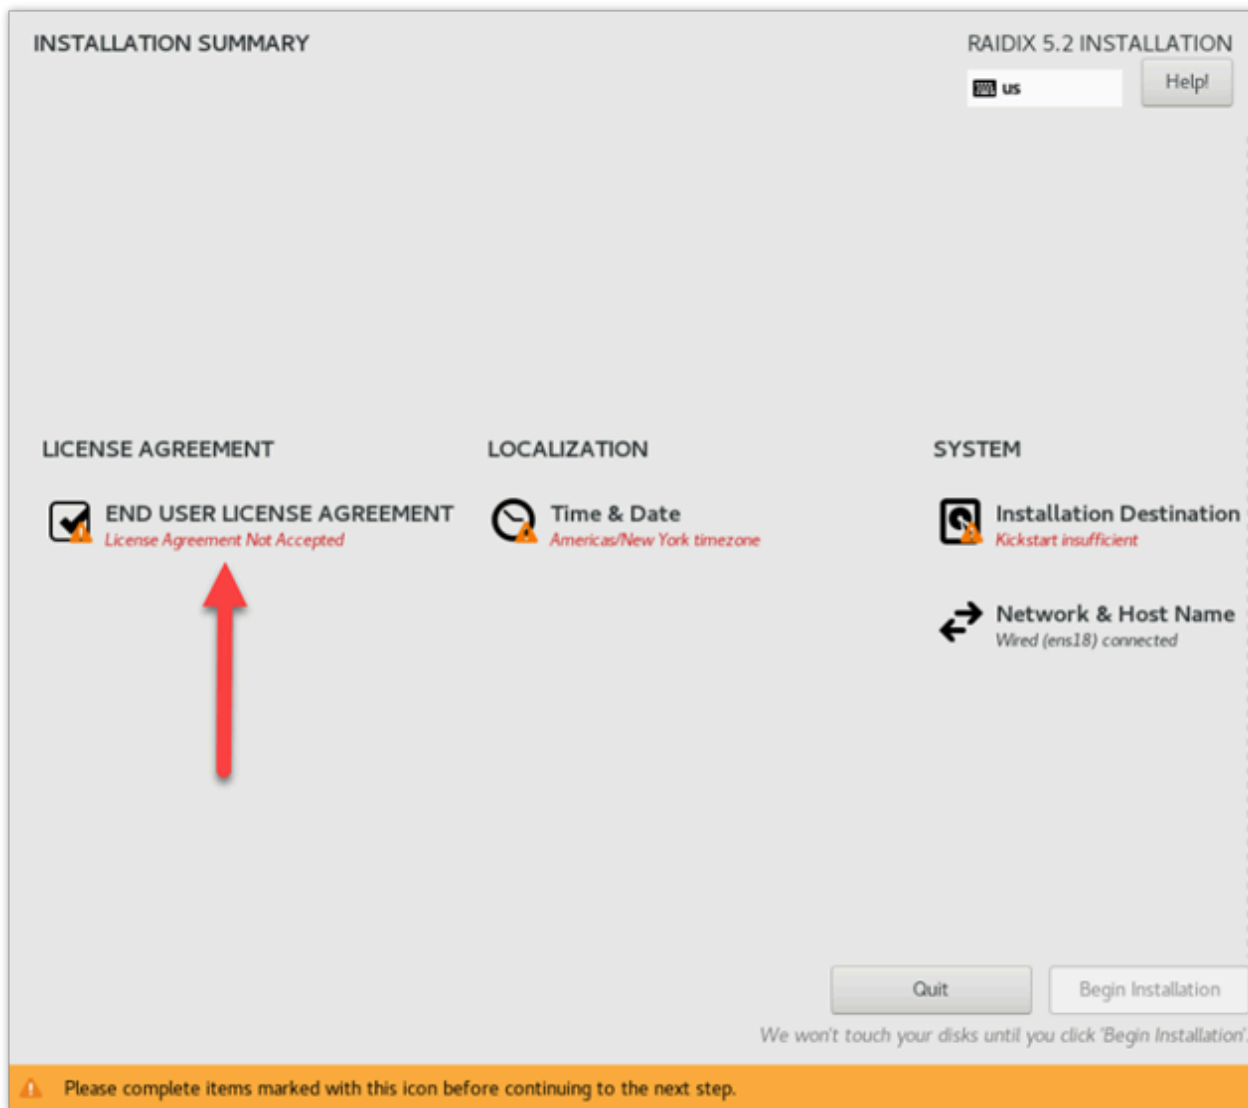 INSTALLATION SUMMARY
RAIDIX 5.2 INSTALLATION
us
Help!
LICENSE AGREEMENT
LOCALIZATION
SYSTEM
END USER LICENSE AGREEMENT
License Agreement Not Accepted
Time & Date
Americas/New York timezone
Installation Destination
Kickstart insufficient
Network & Host Name
Wired (ens18) connected
Quit
Begin Installation
We won't touch your disks until you click 'Begin Installation'.
Please complete items marked with this icon before continuing to the next step.